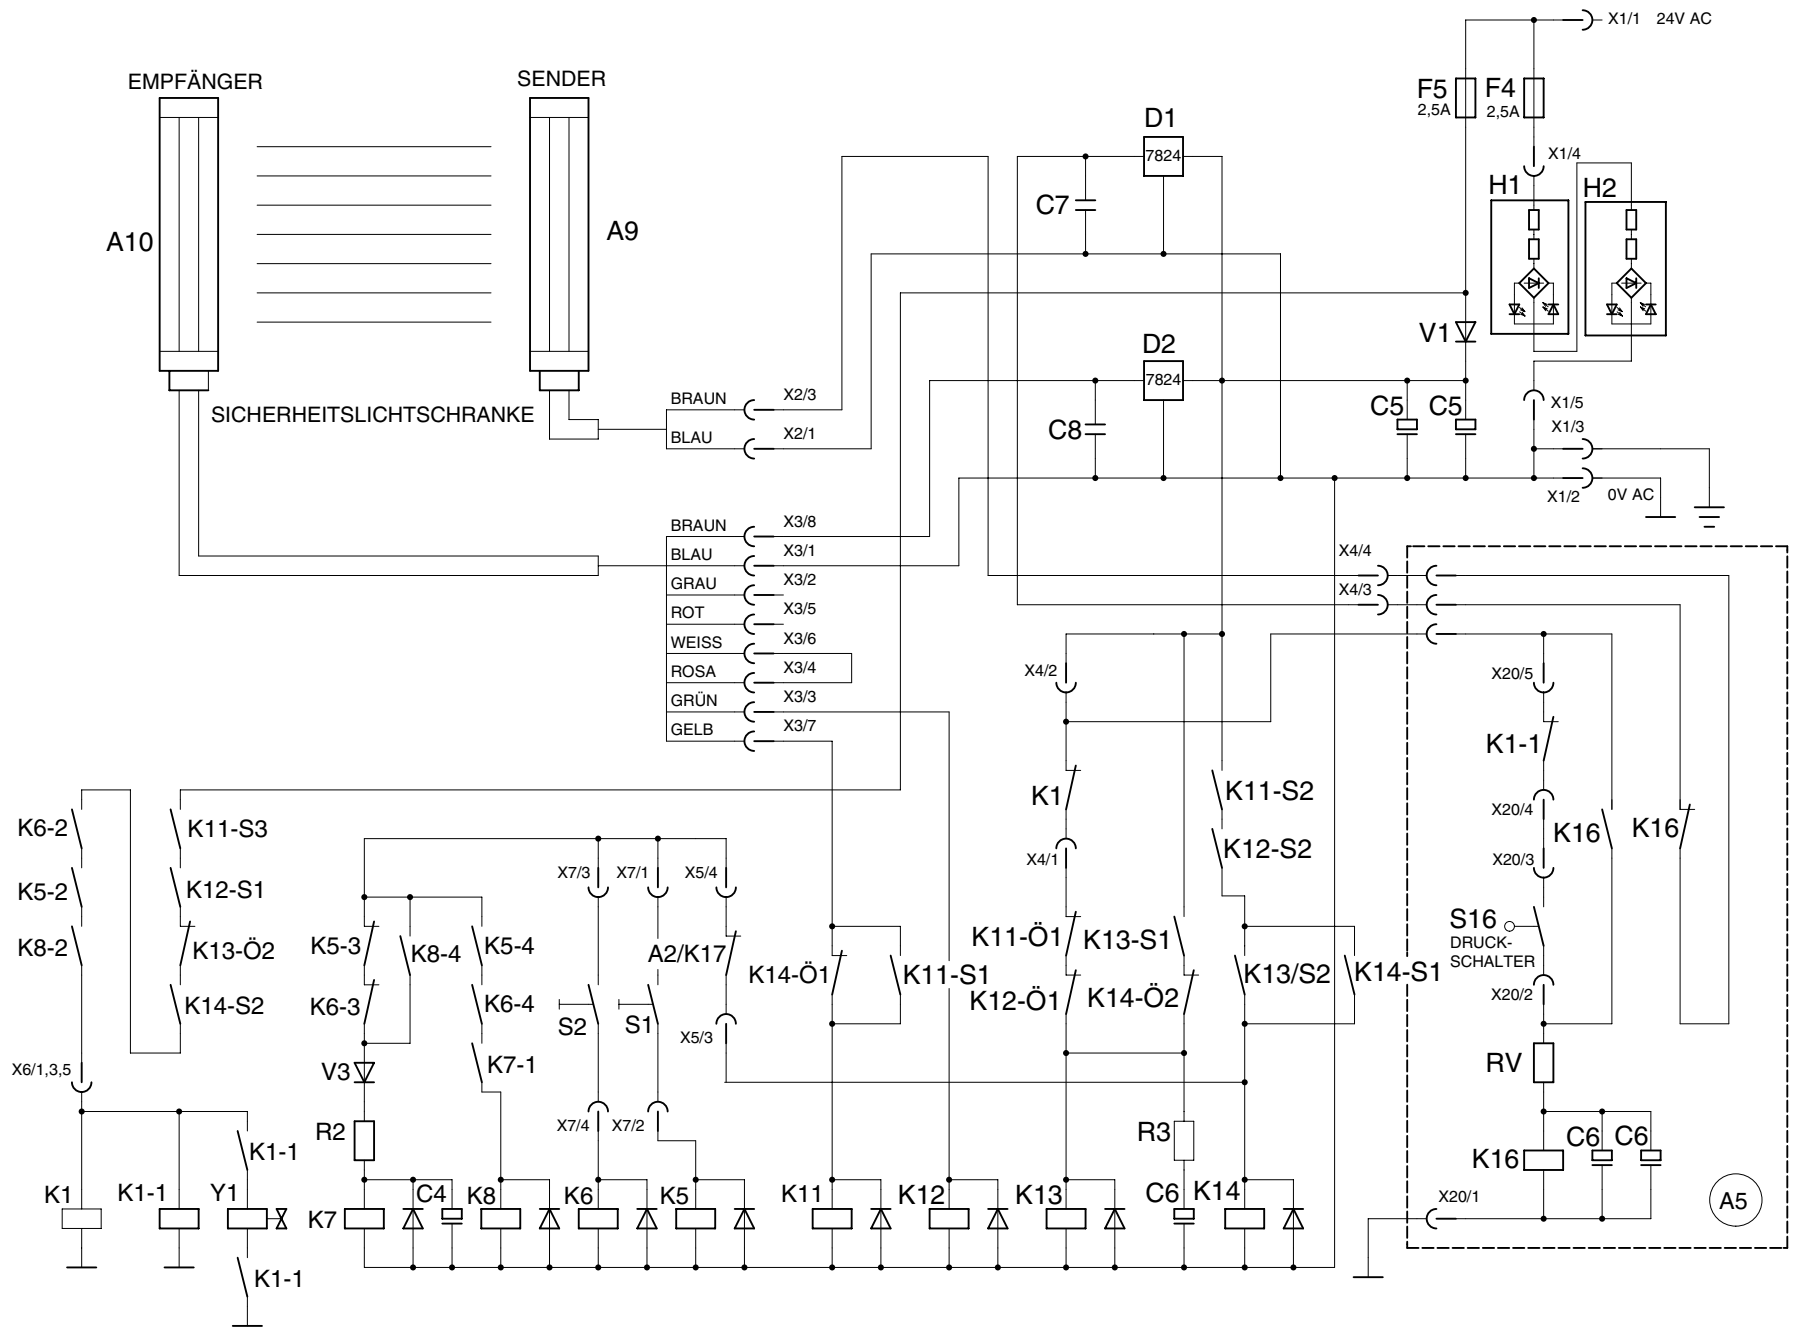 X1/1 24V AC
EMPFÄNGER
SENDER
F5
2,5A
F4
2,5A
D1
7824
X1/4
H1
H2
C7
A10
A9
V1
D2
7824
BRAUN
X2/3
SICHERHEITSLICHTSCHRANKE
BLAU
X2/1
C8
C5
C5
X1/5
X1/3
X1/2
0V AC
BRAUN
X3/8
BLAU
X3/1
GRAU
X3/2
ROT
X3/5
WEISS
X3/6
ROSA
X3/4
GRÜN
X3/3
GELB
X3/7
X4/4
X4/3
X4/2
X20/5
K1-1
K6-2
K11-S3
K1
K11-S2
X20/4
K16
K16
X4/1
K12-S2
X20/3
K5-2
K12-S1
X7/3
X7/1
X5/4
K8-2
K13-Ö2
K5-3
K8-4
K5-4
A2/K17
K11-Ö1
K13-S1
S16
DRUCK-
SCHALTER
K14-Ö1
K11-S1
K13/S2
K14-S1
K14-S2
K6-3
K6-4
S2
S1
K12-Ö1
K14-Ö2
X20/2
X5/3
X6/1,3,5
V3
K7-1
RV
R2
X7/4
X7/2
R3
K1-1
K16
C6
C6
K1
K1-1
Y1
K7
C4
K8
K6
K5
K11
K12
K13
C6
K14
X20/1
A5
K1-1